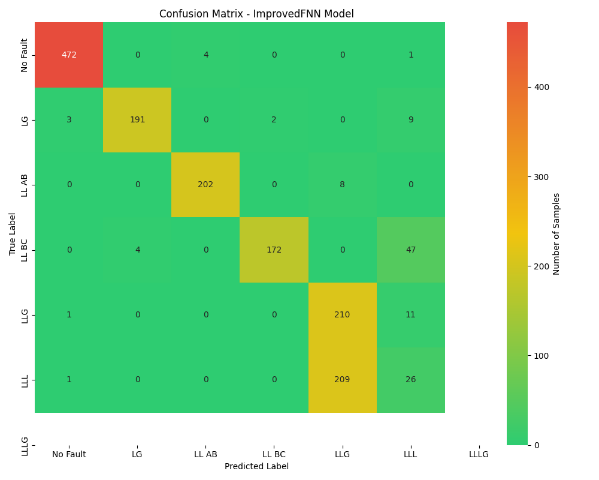 Confusion Matrix - ImprovedFNN Model
No Fault 472 0 4 0 0 1
LG 3 191 0 2 0 9
LL AB 0 0 202 0 8 0
LL BC 0 4 0 172 0 47
LLG 1 0 0 0 210 11
LLL 1 0 0 0 209 26
LLLG
True Label
No Fault LG LL AB LL BC LLG LLL LLLG
Predicted Label
400
300
200
100
0
Number of Samples